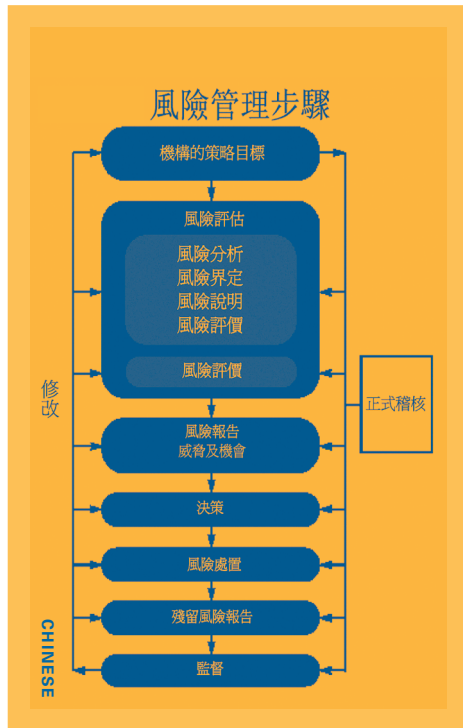 風險管理步驟
機構的策略目標
風險評估
風險分析
風險界定
風險說明
風險評價
風險評價
修改
正式稽核
風險報告
威脅及機會
決策
風險處置
殘留風險報告
監督
CHINESE